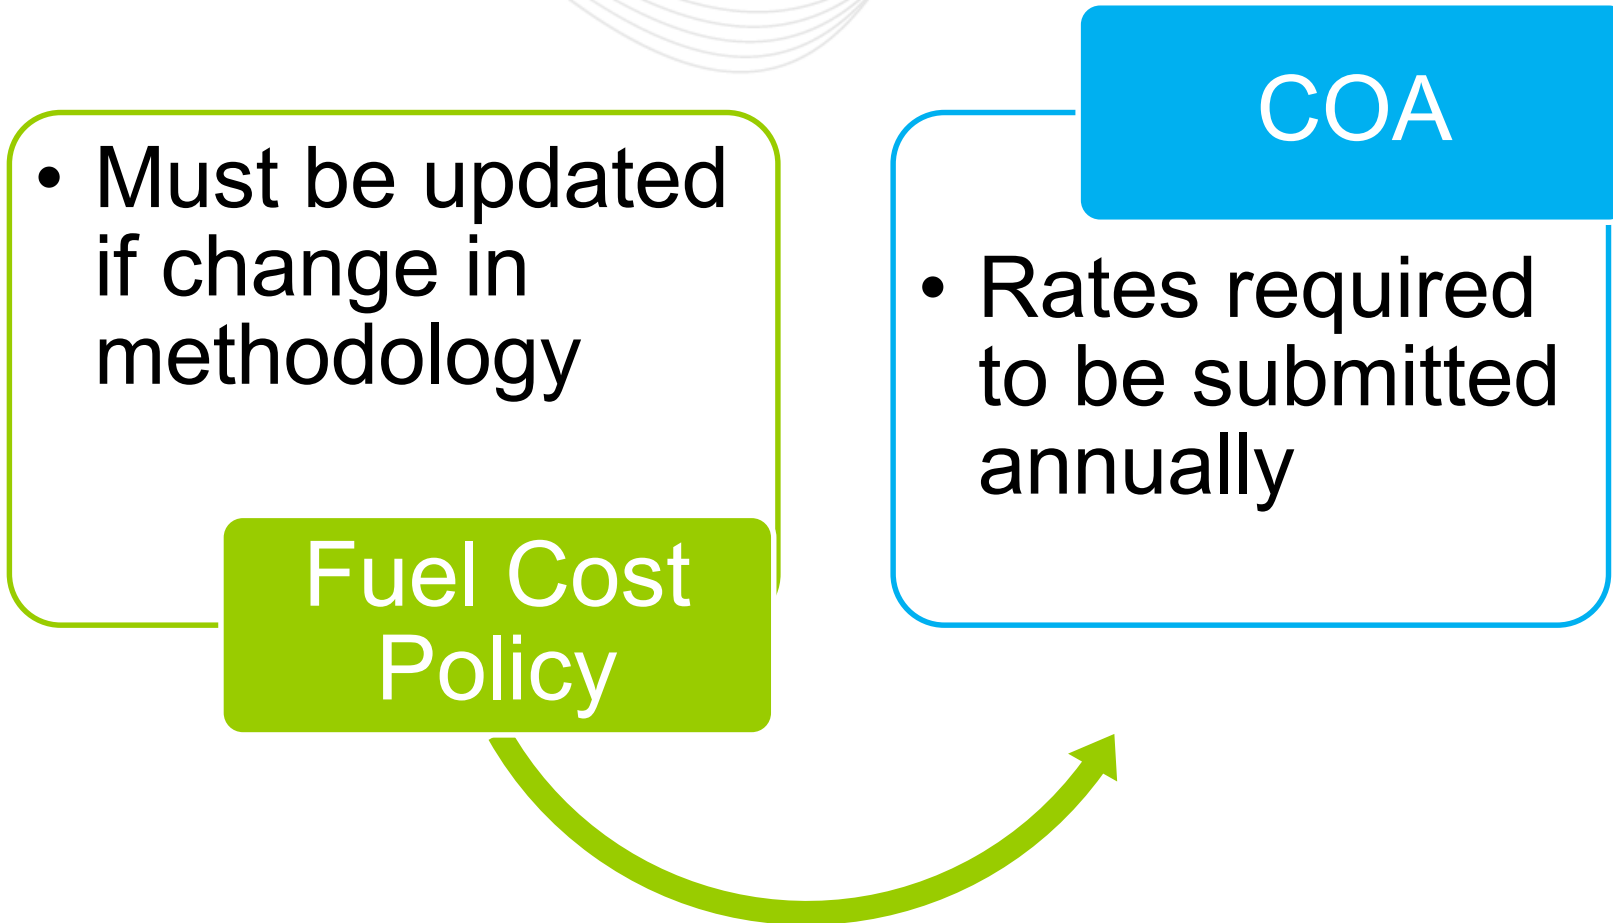 • Must be updated
if change in
methodology
Fuel Cost
Policy
COA
• Rates required
to be submitted
annually